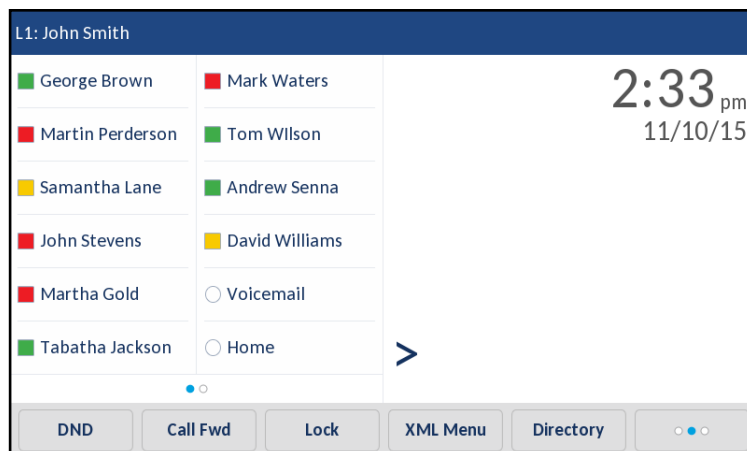 L1: John Smith
George Brown
Mark Waters
Martin Perderson
Tom WIlson
Samantha Lane
Andrew Senna
John Stevens
David Williams
Martha Gold
Voicemail
Tabatha Jackson
Home
2:33 pm
11/10/15
>
DND
Call Fwd
Lock
XML Menu
Directory